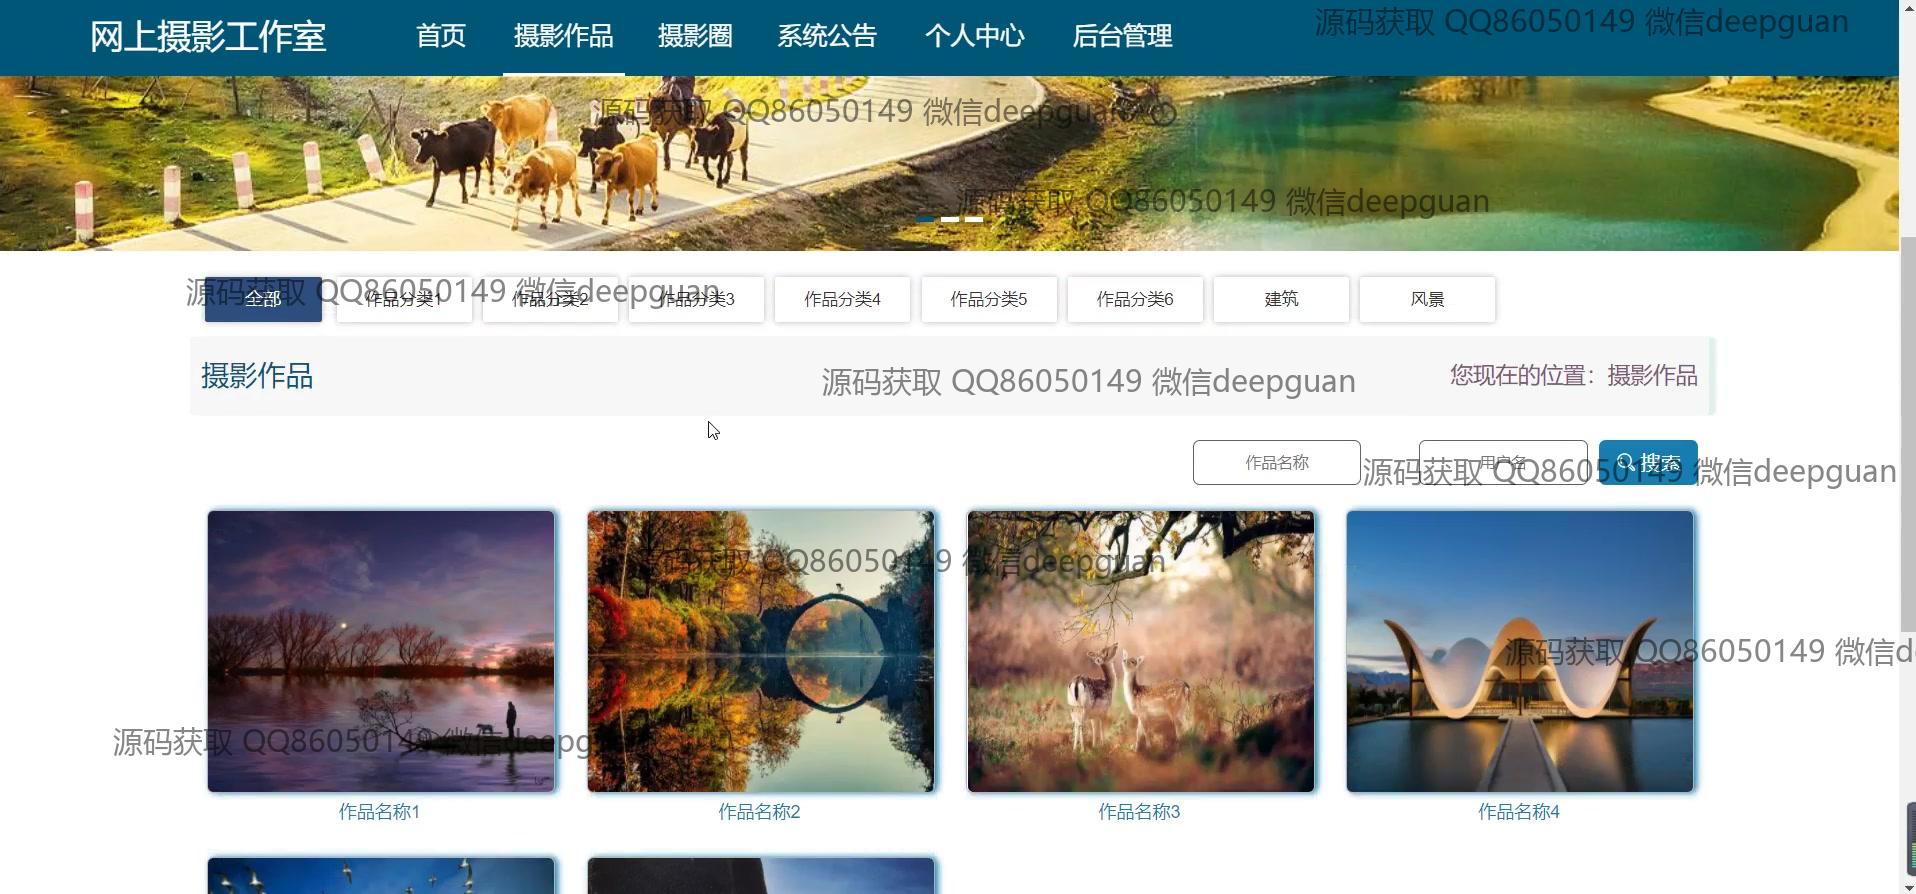 网上摄影工作室 首页 摄影作品 摄影圈 系统公告 个人中心 后台管理
源码获取 QQ86050149 微信deepguan
源码获取 QQ86050149 微信deepguan
源码获取 QQ86050149 微信deepguan
源码获取 QQ86050149 微信deepguan
全部 作品分类1 作品分类2 作品分类3 作品分类4 作品分类5 作品分类6 建筑 风景
摄影作品
源码获取 QQ86050149 微信deepguan
您现在的位置：摄影作品
作品名称 用户名 搜索
源码获取 QQ86050149 微信deepguan
源码获取 QQ86050149 微信deepguan
源码获取 QQ86050149 微信de
源码获取 QQ86050149 微信deepg
作品名称1 作品名称2 作品名称3 作品名称4